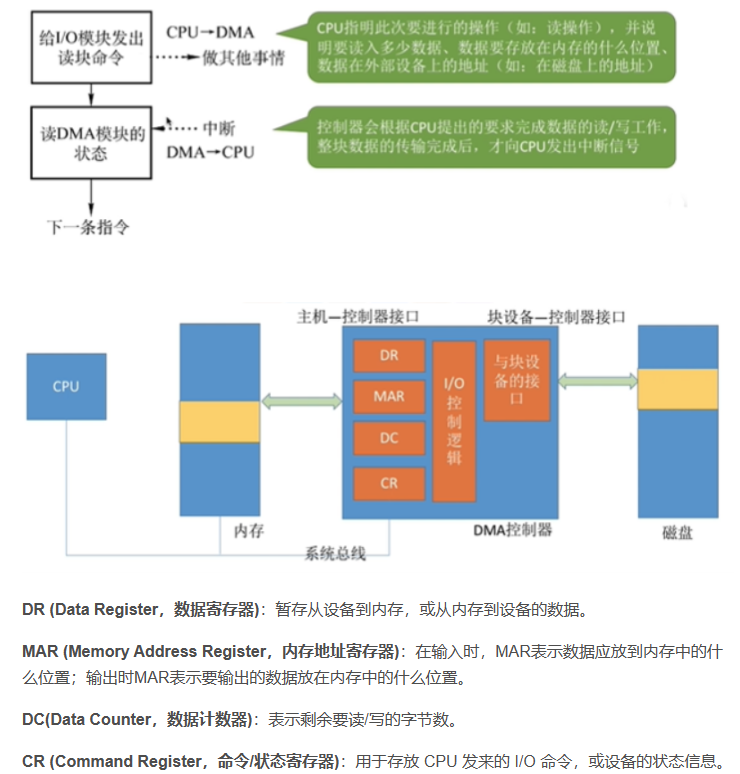 给I/O模块发出
读块命令
CPU→DMA
做其他事情
CPU指明此次要进行的操作（如：读操作），并说
明要读入多少数据、数据要存放在内存的什么位置、
数据在外部设备上的地址（如：在磁盘上的地址）
读DMA模块的
状态
中断
DMA→CPU
控制器会根据CPU提出的要求完成数据的读/写工作，
整块数据的传输完成后，才向CPU发出中断信号
下一条指令
主机—控制器接口
块设备—控制器接口
CPU
内存
DR
MAR
DC
CR
I/O
控
制
逻
辑
与块设
备的接
口
DMA控制器
磁盘
系统总线
DR (Data Register，数据寄存器)：暂存从设备到内存，或从内存到设备的数据。
MAR (Memory Address Register，内存地址寄存器)：在输入时，MAR表示数据应放到内存中的什
么位置；输出时MAR表示要输出的数据放在内存中的什么位置。
DC(Data Counter，数据计数器)：表示剩余要读/写的字节数。
CR (Command Register，命令/状态寄存器)：用于存放 CPU 发来的 I/O 命令，或设备的状态信息。